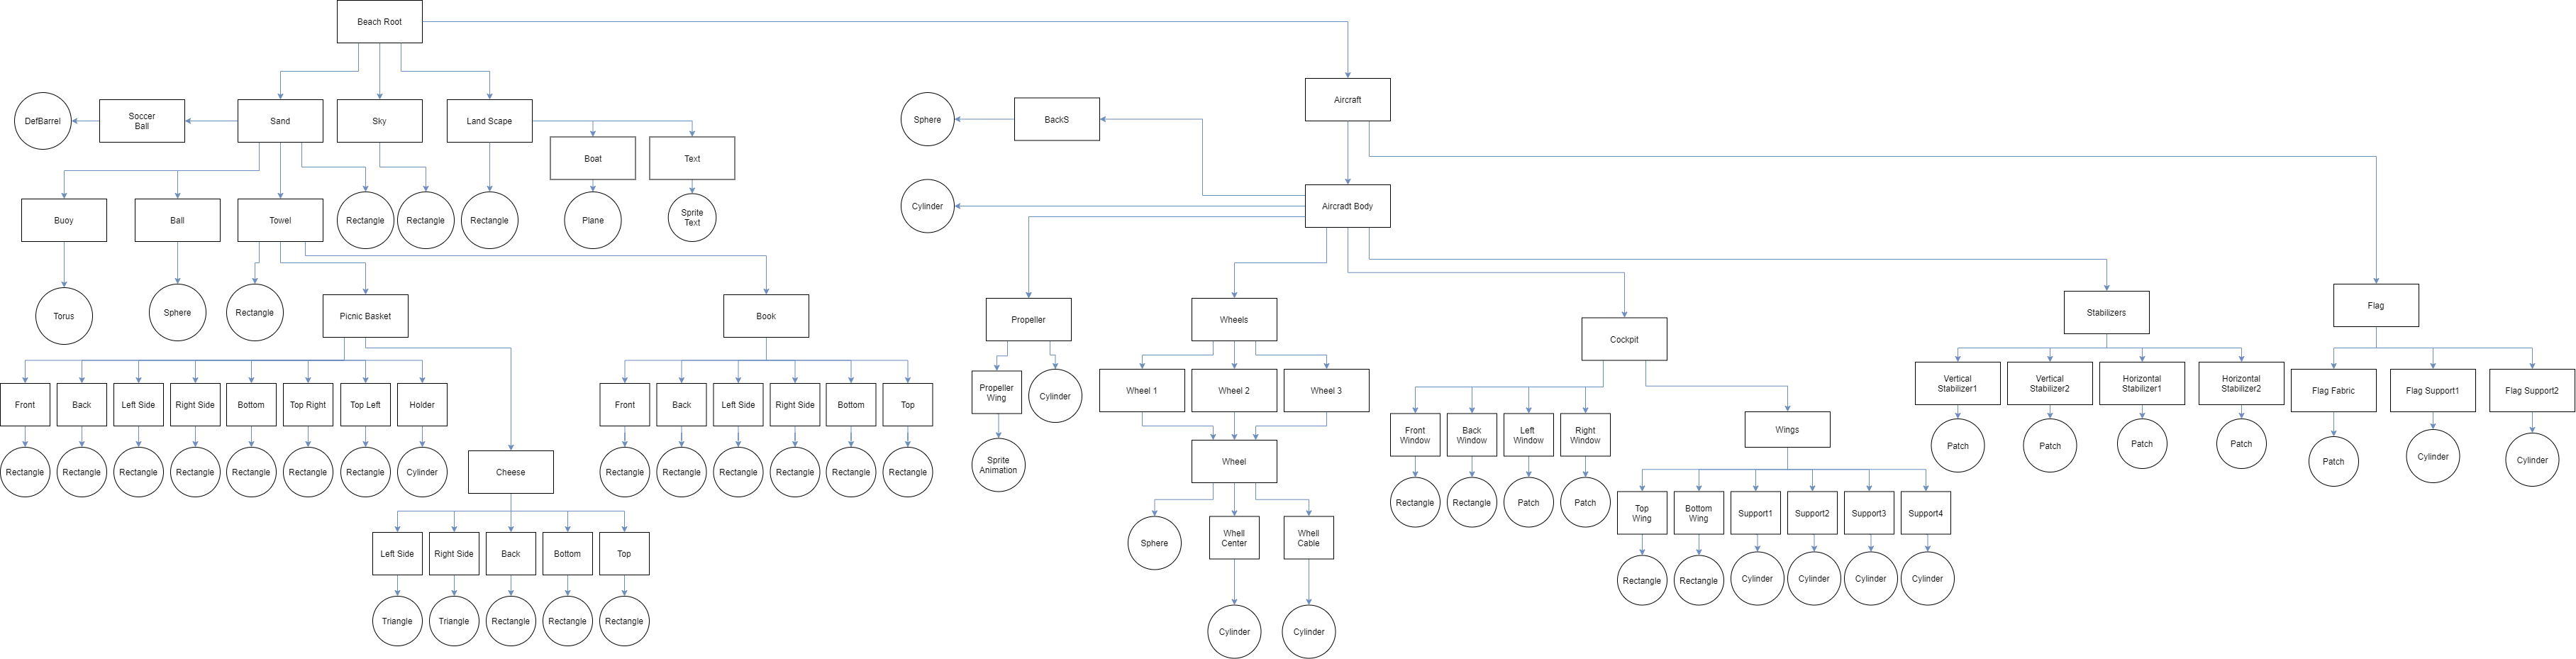 Beach Root
Aircraft
DefBarrel
Soccer
Ball
Sand
Sky
Land Scape
Boat
Text
Sphere
BackS
Buoy
Ball
Towel
Rectangle
Rectangle
Rectangle
Plane
Sprite
Text
Cylinder
Aircradt Body
Torus
Sphere
Rectangle
Picnic Basket
Book
Propeller
Wheels
Cockpit
Stabilizers
Flag
Front
Back
Left Side
Right Side
Bottom
Top Right
Top Left
Holder
Front
Back
Left Side
Right Side
Bottom
Top
Propeller
Wing
Cylinder
Wheel 1
Wheel 2
Wheel 3
Vertical
Stabilizer1
Vertical
Stabilizer2
Horizontal
Stabilizer1
Horizontal
Stabilizer2
Flag Fabric
Flag Support1
Flag Support2
Front
Window
Back
Window
Left
Window
Right
Window
Wings
Patch
Patch
Patch
Patch
Patch
Cylinder
Cylinder
Rectangle
Rectangle
Rectangle
Rectangle
Rectangle
Rectangle
Rectangle
Cylinder
Cheese
Rectangle
Rectangle
Rectangle
Rectangle
Rectangle
Rectangle
Sprite
Animation
Wheel
Rectangle
Rectangle
Patch
Patch
Top
Wing
Bottom
Wing
Support1
Support2
Support3
Support4
Left Side
Right Side
Back
Bottom
Top
Sphere
Whell
Center
Whell
Cable
Rectangle
Rectangle
Cylinder
Cylinder
Cylinder
Cylinder
Triangle
Triangle
Rectangle
Rectangle
Rectangle
Cylinder
Cylinder